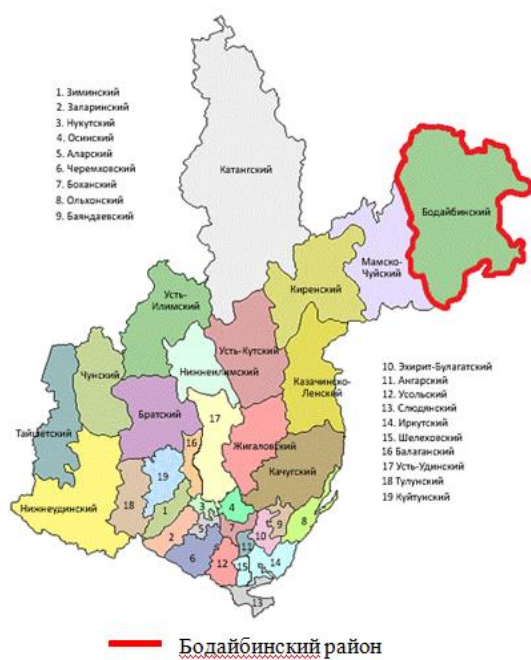 1. Зиминский
2. Заларинский
3. Нукутский
4. Осинский
5. Аларский
6. Черемховский
7. Боханский
8. Ольхонский
9. Баяндаевский
Катангский
Бодайбинский
Мамско-
Чуйский
Киренский
Усть-
Илимский
Усть-Кутский
Нижнеилимский
Казачинско-
Ленский
Чунский
Братский
Тайшетский
17
Жигаловский
16
Качугский
19
Нижнеудинский
18
1
3
4
5
2
7
9
8
10
6
11
12
15
14
13
10. Эхирит-Булагатский
11. Ангарский
12. Усольский
13. Слюдянский
14. Иркутский
15. Шелеховский
16 Балаганский
17 Усть-Удинский
18 Тулунский
19 Куйтунский
Бодайбинский район